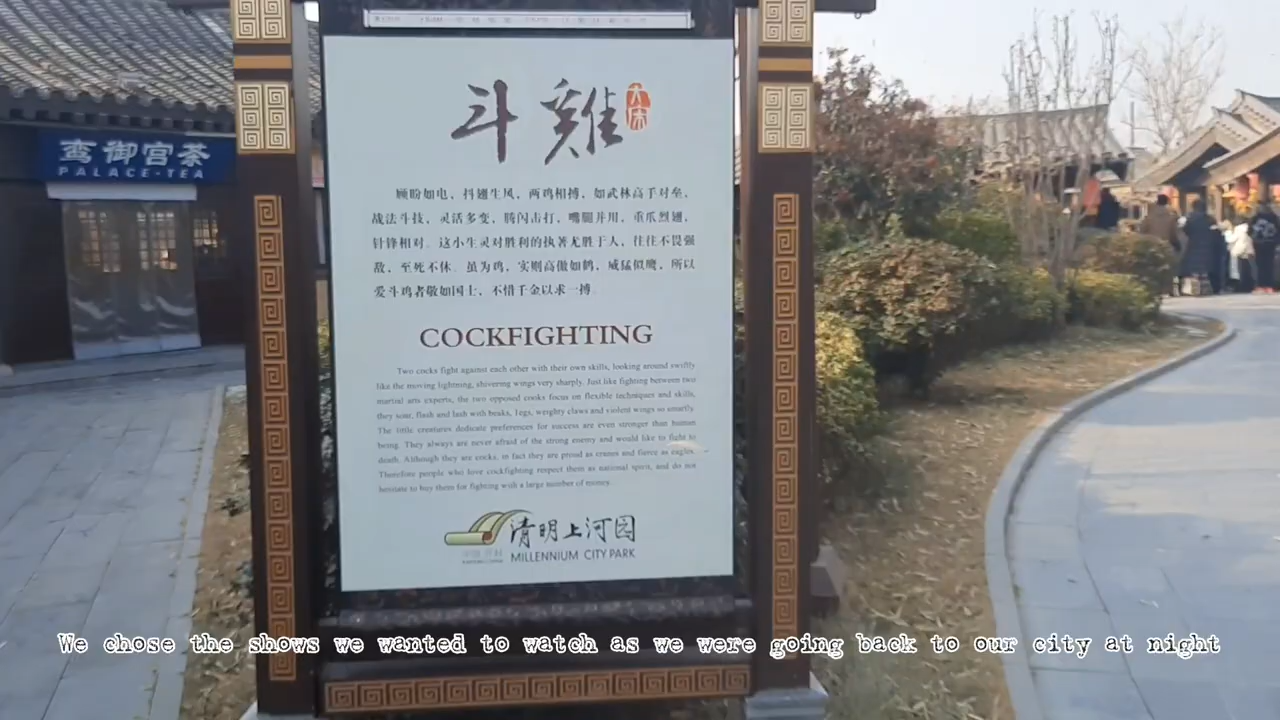 斗雞
大宋
鸾御宫茶
PALACE·TEA
顾盼如电，抖翅生风，两鸡相搏，如武林高手对垒，
战法斗技，灵活多变，腾闪击打，嘴腿并用，重爪烈翅，
针锋相对。这小生灵对胜利的执著尤胜于人，往往不畏强
敌，至死不休。虽为鸡，实则高傲如鹤，威猛似鹰，所以
爱斗鸡者敬如国士，不惜千金以求一搏。
COCKFIGHTING
Two cocks fight against each other with their own skills, looking around swiftly
like the moving lightning, shivering wings very sharply. Just like fighting between two
martial arts experts, the two opposed cocks focus on flexible techniques and skills,
they soar, flash and lash with beaks, legs, weighty claws and violent wings so smartly.
The little creatures dedicate preferences for success are even stronger than human
being. They always are never afraid of the strong enemy and would like to fight to
death. Although they are cocks, in fact they are proud as cranes and fierce as eagles.
Therefore people who love cockfighting respect them as national spirit, and do not
hesitate to buy them for fighting with a large number of money.
清明上河园
MILLENNIUM CITY PARK
We chose the shows we wanted to watch as we were going back to our city at night